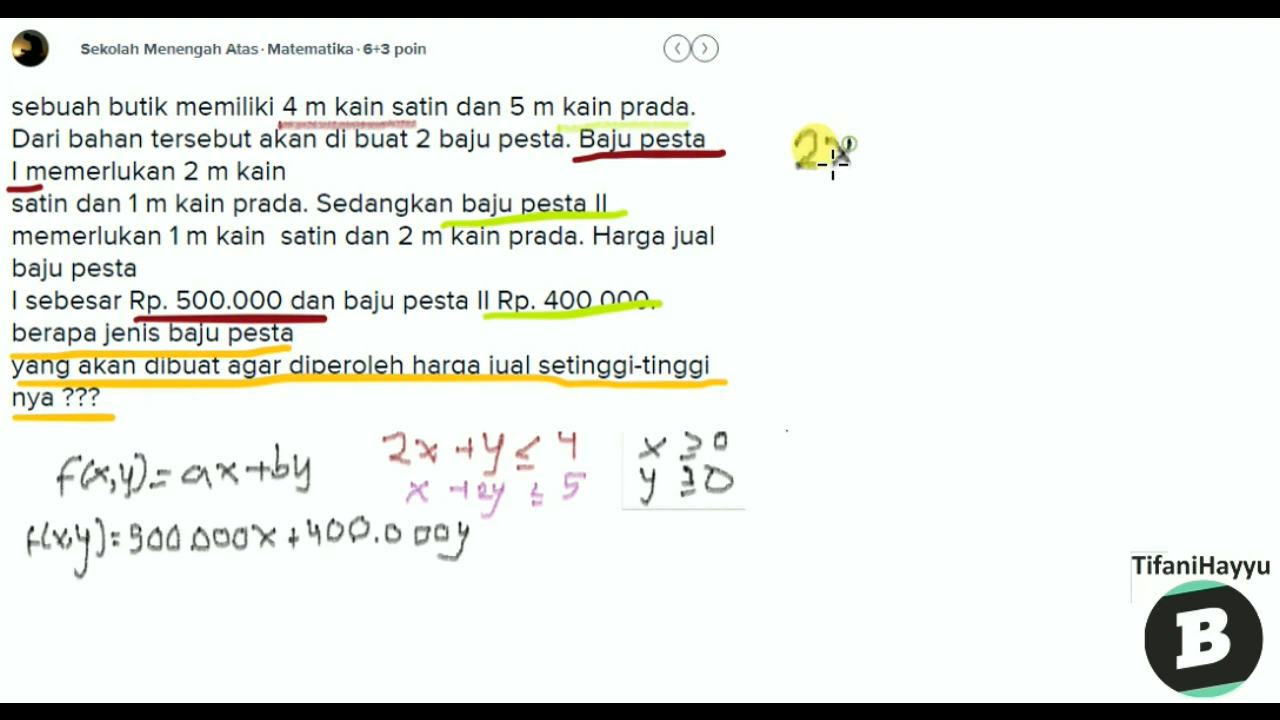 Sekolah Menengah Atas · Matematika · 6+3 poin
sebuah butik memiliki 4 m kain satin dan 5 m kain prada.
Dari bahan tersebut akan di buat 2 baju pesta. Baju pesta
I memerlukan 2 m kain
satin dan 1 m kain prada. Sedangkan baju pesta II
memerlukan 1 m kain satin dan 2 m kain prada. Harga jual
baju pesta
I sebesar Rp. 500.000 dan baju pesta II Rp. 400.000.
berapa jenis baju pesta
yang akan dibuat agar diperoleh harga jual setinggi-tinggi
nya ???
f(x,y) = ax+by
f(x,y) = 500.000x + 400.000y
2x + y ≤ 4
x + 2y ≤ 5
x ≥ 0
y ≥ 0
2x
TifaniHayyu
B